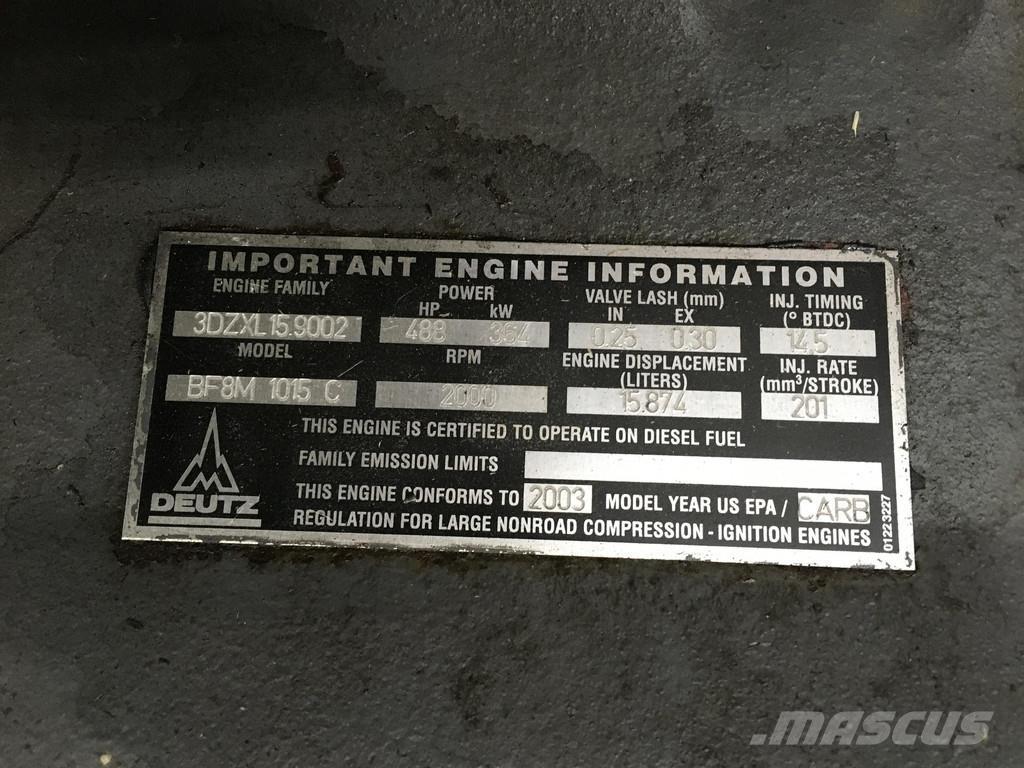 IMPORTANT ENGINE INFORMATION
ENGINE FAMILY POWER VALVE LASH (mm) INJ. TIMING
HP kW IN EX (° BTDC)
3DZXL15.9002 488 364 0.25 0.30 14.5
MODEL RPM ENGINE DISPLACEMENT INJ. RATE
(LITERS) (mm³/STROKE)
BF8M 1015 C 2000 15.874 201
THIS ENGINE IS CERTIFIED TO OPERATE ON DIESEL FUEL
FAMILY EMISSION LIMITS
THIS ENGINE CONFORMS TO 2003 MODEL YEAR US EPA / CARB
REGULATION FOR LARGE NONROAD COMPRESSION - IGNITION ENGINES
DEUTZ
0122 3227
MASCUS